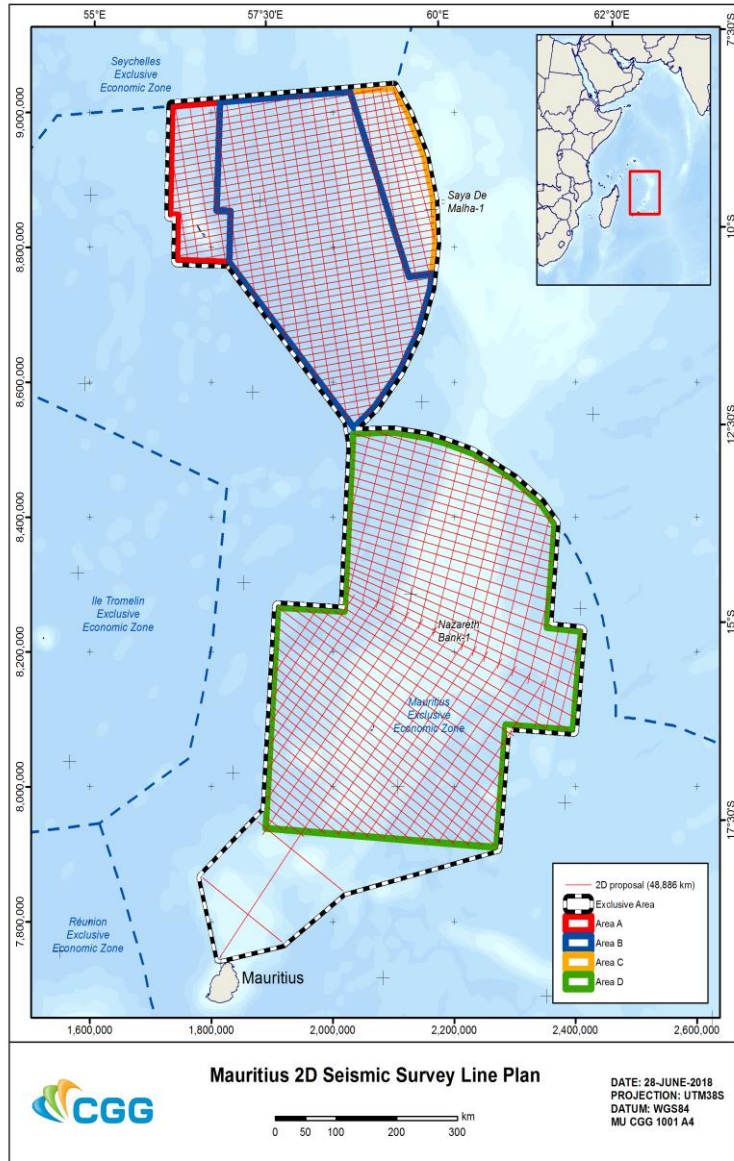 55°E
57°30'E
60°E
62°30'E
7°30'S
Seychelles
Exclusive
Economic Zone
9,000,000
Saya De
Malha-1
10°S
8,800,000
8,600,000
12°30'S
8,400,000
Ile Tromelin
Exclusive
Economic Zone
Nazareth
Bank-1
15°S
8,200,000
Mauritius
Exclusive
Economic Zone
8,000,000
17°30'S
7,800,000
Réunion
Exclusive
Economic Zone
Mauritius
2D proposal (48,886 km)
Exclusive Area
Area A
Area B
Area C
Area D
1,600,000
1,800,000
2,000,000
2,200,000
2,400,000
2,600,000
CGG
Mauritius 2D Seismic Survey Line Plan
km
0 50 100 200 300
DATE: 28-JUNE-2018
PROJECTION: UTM38S
DATUM: WGS84
MU CGG 1001 A4